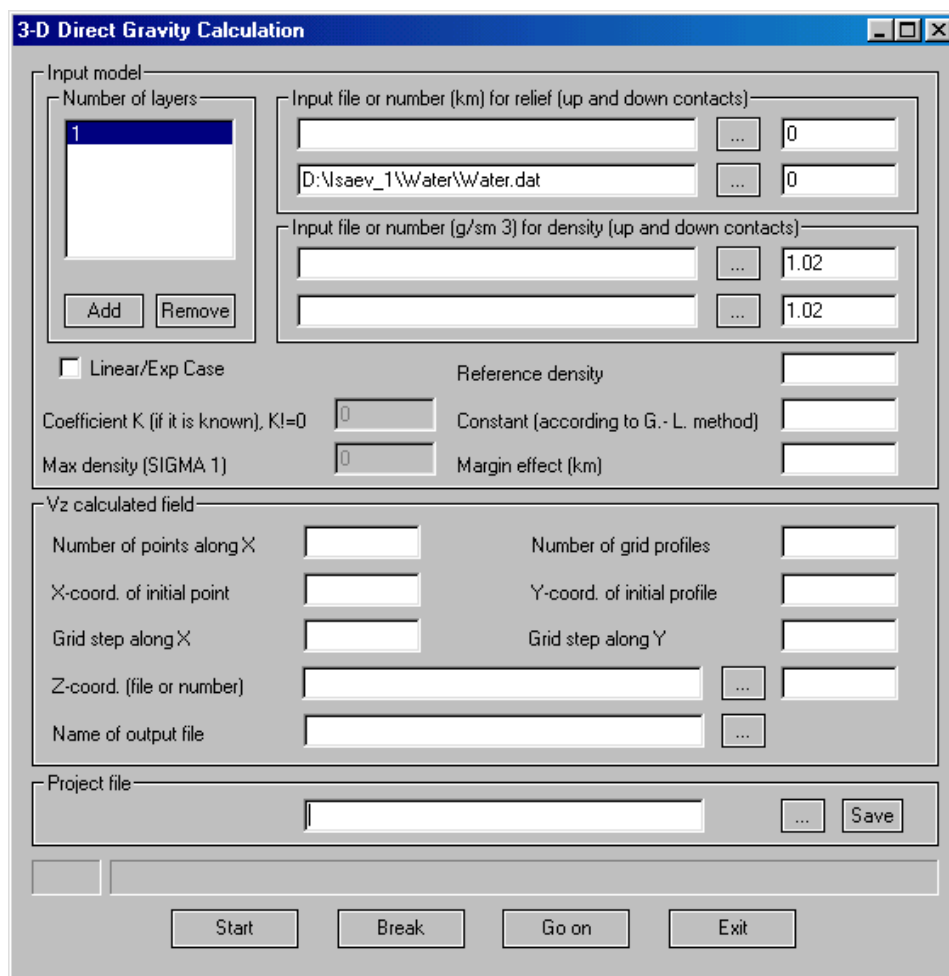 3-D Direct Gravity Calculation
Input model
Number of layers
1
Add Remove
Input file or number (km) for relief (up and down contacts)
... 0
D:\Isaev_1\Water\Water.dat ... 0
Input file or number (g/sm 3) for density (up and down contacts)
... 1.02
... 1.02
Linear/Exp Case
Reference density
Coefficient K (if it is known), K!=0 0 Constant (according to G.- L. method)
Max density (SIGMA 1) 0 Margin effect (km)
Vz calculated field
Number of points along X Number of grid profiles
X-coord. of initial point Y-coord. of initial profile
Grid step along X Grid step along Y
Z-coord. (file or number) ...
Name of output file ...
Project file
... Save
Start Break Go on Exit